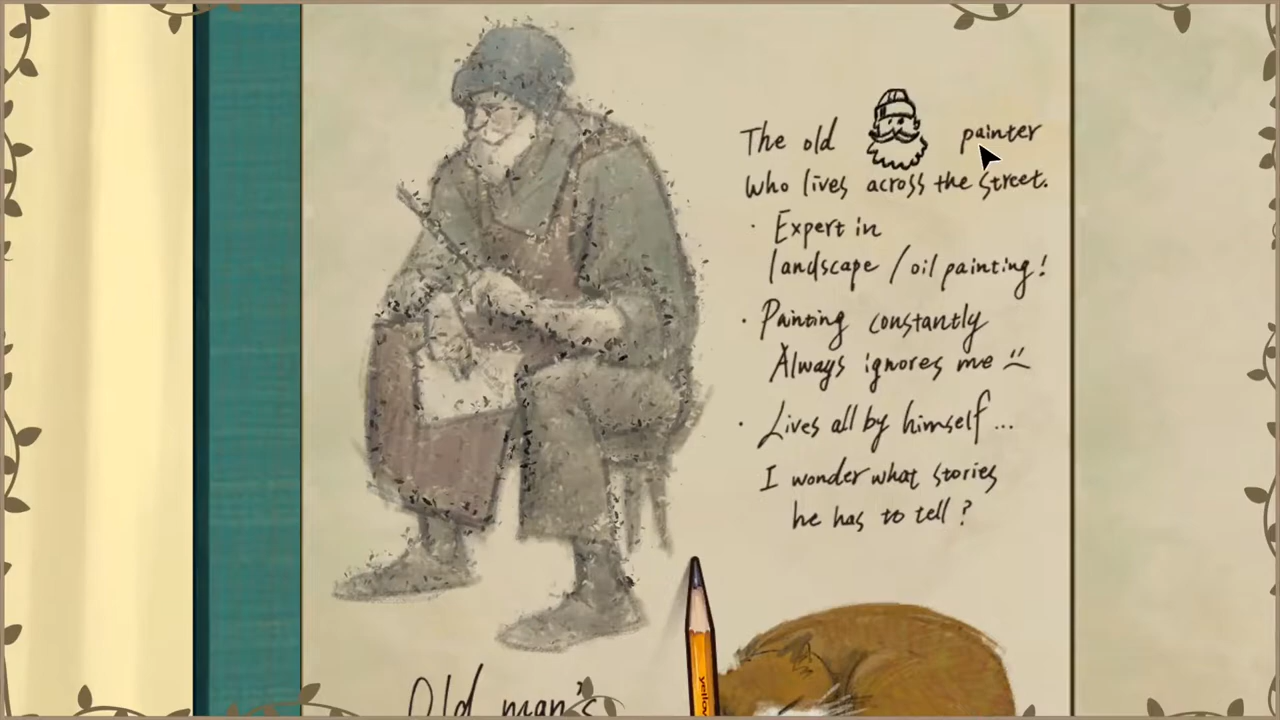 The old painter
who lives across the street.
· Expert in
landscape / oil painting!
· Painting constantly
Always ignores me
· Lives all by himself...
I wonder what stories
he has to tell?
Old man's
yellow